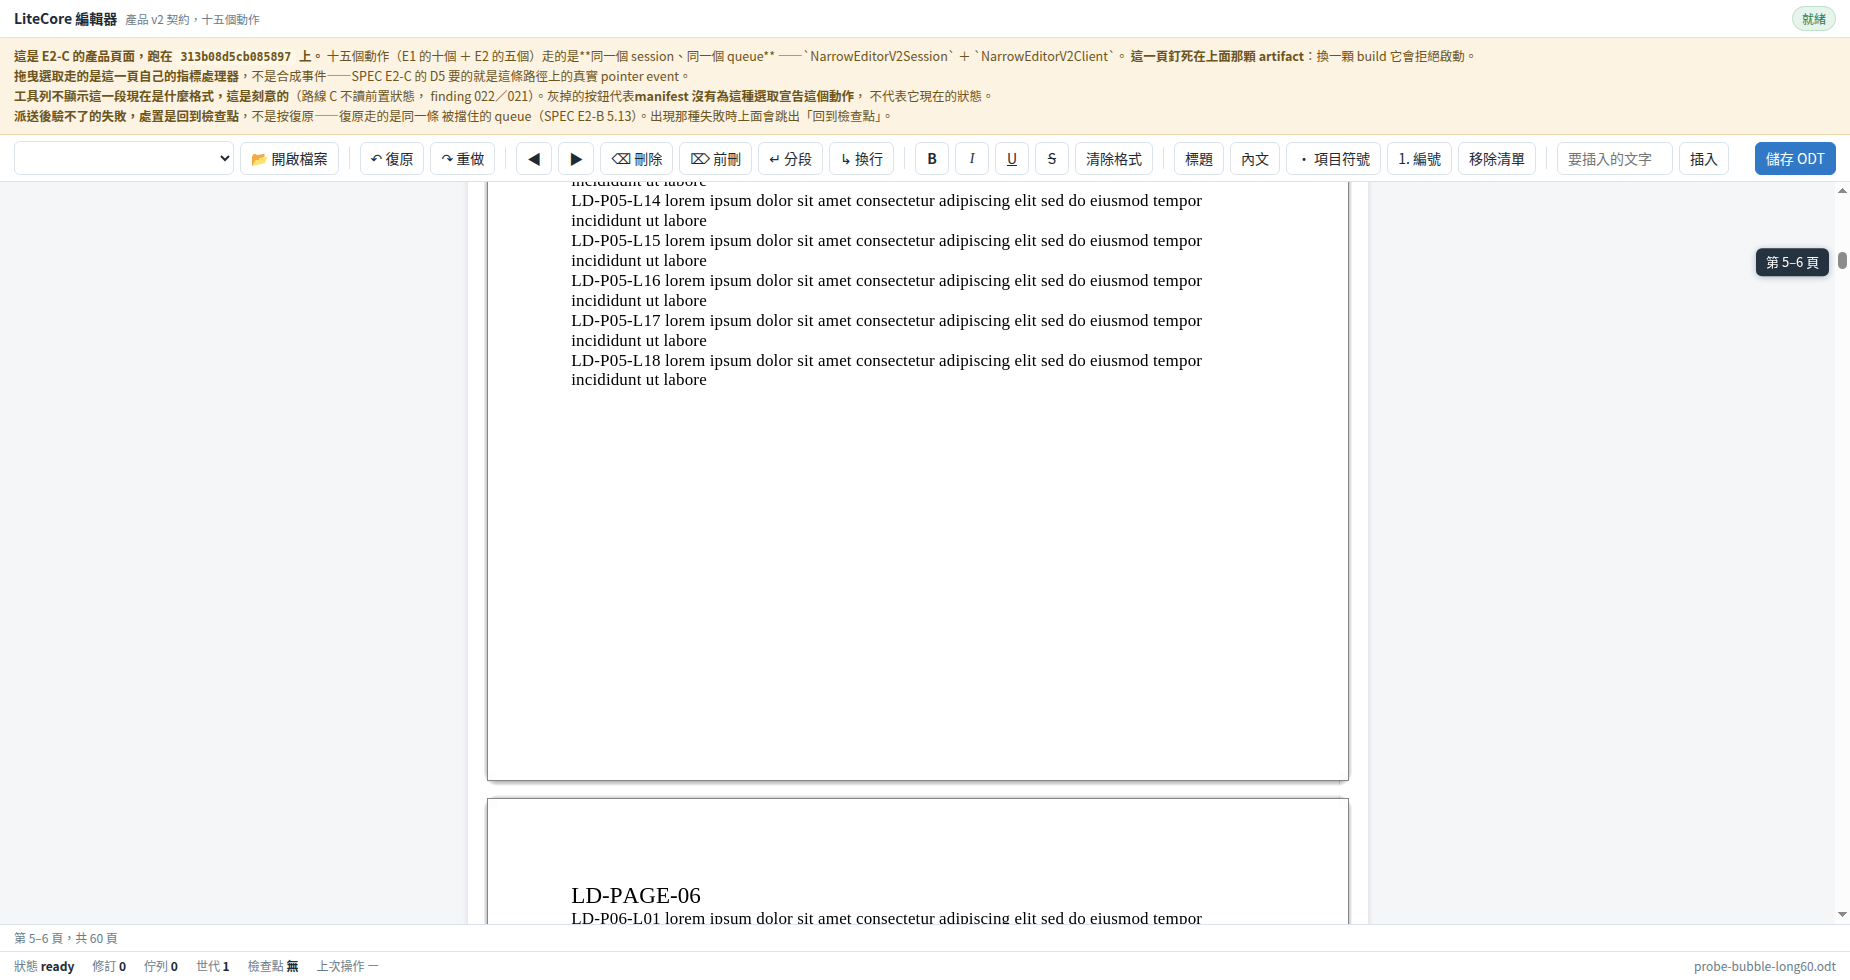 LiteCore 編輯器 產品 v2 契約，十五個動作 就緒
這是 E2-C 的產品頁面，跑在 313b08d5cb085897 上。 十五個動作（E1 的十個 ＋ E2 的五個）走的是**同一個 session、同一個 queue** ──`NarrowEditorV2Session` ＋ `NarrowEditorV2Client`。 這一頁釘死在上面那顆 artifact：換一顆 build 它會拒絕啟動。
拖曳選取走的是這一頁自己的指標處理器，不是合成事件──SPEC E2-C 的 D5 要的就是這條路徑上的真實 pointer event。
工具列不顯示這一段現在是什麼格式，這是刻意的（路線 C 不讀前置狀態， finding 022／021）。灰掉的按鈕代表manifest 沒有為這種選取宣告這個動作， 不代表它現在的狀態。
派送後驗不了的失敗，處置是回到檢查點，不是按復原──復原走的是同一條 被擋住的 queue（SPEC E2-B 5.13）。出現那種失敗時上面會跳出「回到檢查點」。
📂 開啟檔案 ↶ 復原 ↷ 重做 ◀ ▶ ⌫ 刪除 ⌦ 前刪 ↵ 分段 ↳ 換行 B I U S 清除格式 標題 內文 • 項目符號 1. 編號 移除清單 要插入的文字 插入 儲存 ODT
incididunt ut labore
LD-P05-L14 lorem ipsum dolor sit amet consectetur adipiscing elit sed do eiusmod tempor
incididunt ut labore
LD-P05-L15 lorem ipsum dolor sit amet consectetur adipiscing elit sed do eiusmod tempor
incididunt ut labore
LD-P05-L16 lorem ipsum dolor sit amet consectetur adipiscing elit sed do eiusmod tempor
incididunt ut labore
LD-P05-L17 lorem ipsum dolor sit amet consectetur adipiscing elit sed do eiusmod tempor
incididunt ut labore
LD-P05-L18 lorem ipsum dolor sit amet consectetur adipiscing elit sed do eiusmod tempor
incididunt ut labore
第 5–6 頁
LD-PAGE-06
LD-P06-L01 lorem ipsum dolor sit amet consectetur adipiscing elit sed do eiusmod tempor
第 5–6 頁，共 60 頁
狀態 ready 修訂 0 佇列 0 世代 1 檢查點 無 上次操作 — probe-bubble-long60.odt